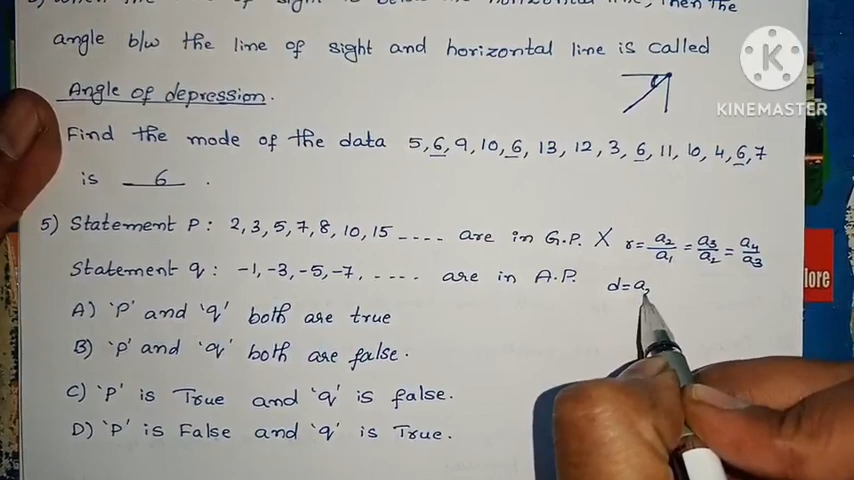 angle b/w the line of sight and horizontal line is called
Angle of depression.
Find the mode of the data 5, 6, 9, 10, 6, 13, 12, 3, 6, 11, 10, 4, 6, 7
is 6 .
5) Statement P: 2, 3, 5, 7, 8, 10, 15 ---- are in G.P. X r = a₂/a₁ = a₃/a₂ = a₄/a₃
Statement q: -1, -3, -5, -7, .... are in A.P. d = a
A) 'P' and 'q' both are true
B) 'P' and 'q' both are false.
C) 'P' is True and 'q' is false.
D) 'P' is False and 'q' is True.
KINEMASTER
lore